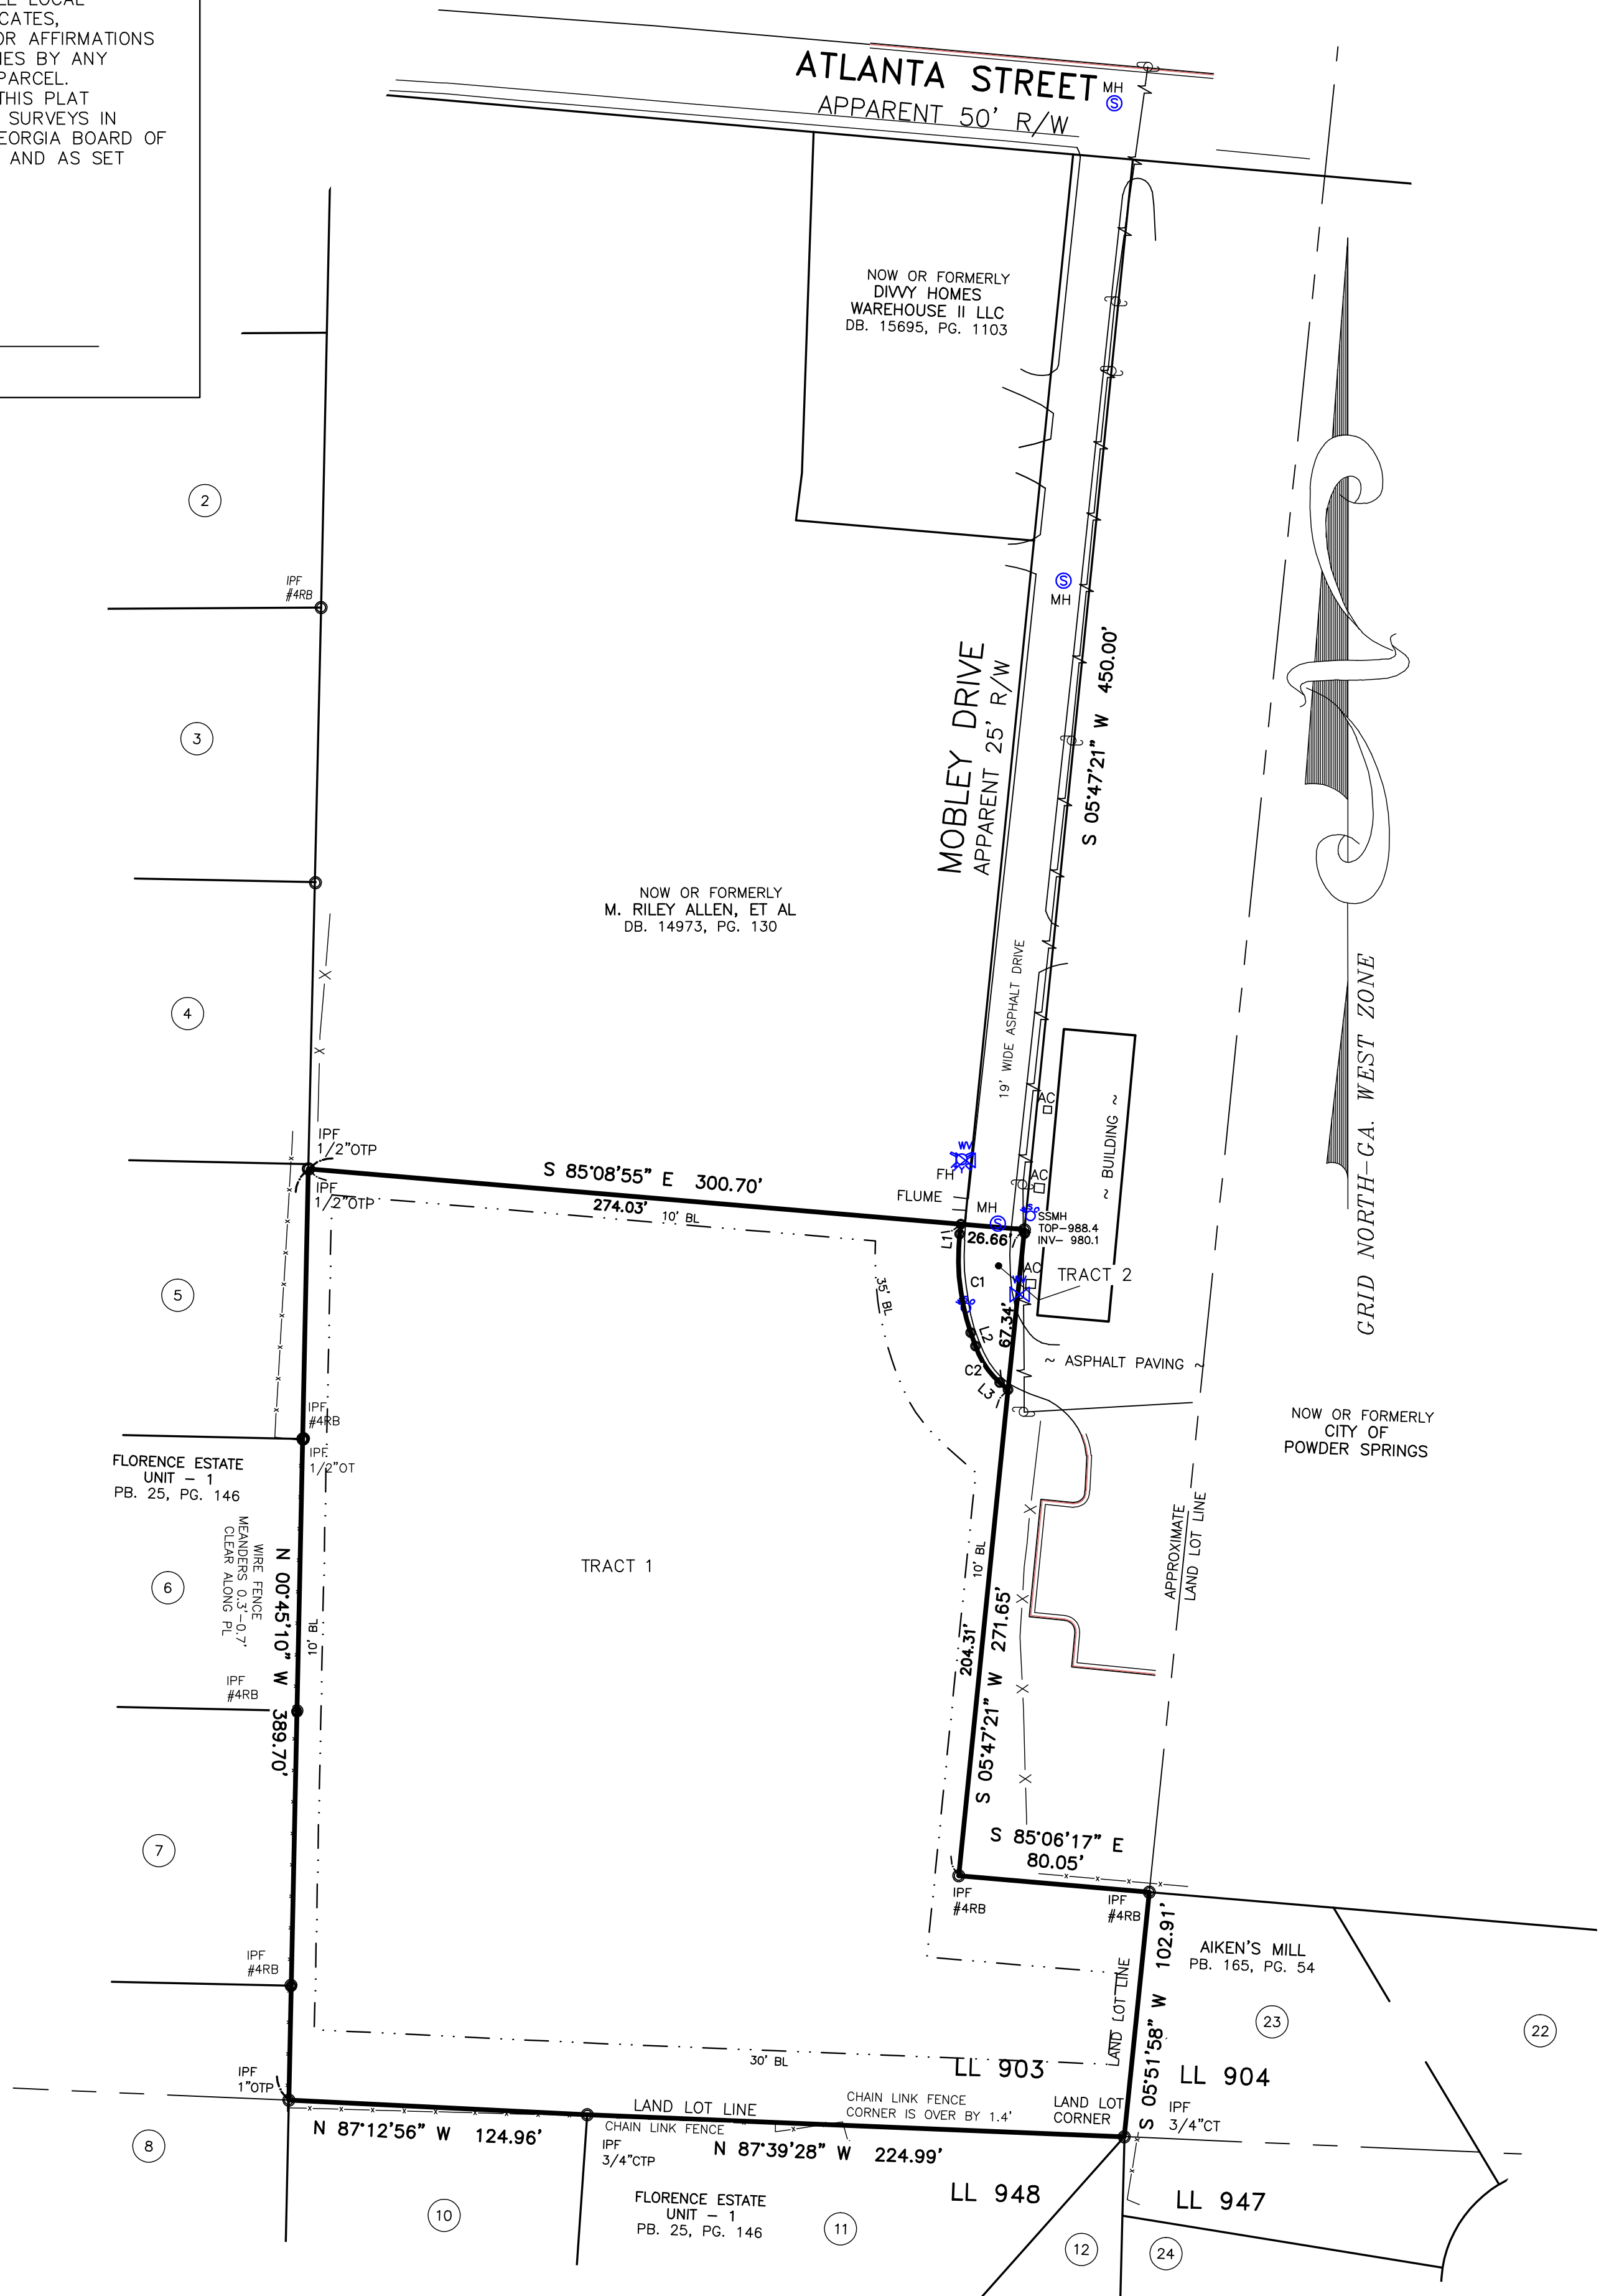 CATES,
OR AFFIRMATIONS
IES BY ANY
PARCEL.
THIS PLAT
SURVEYS IN
EORGIA BOARD OF
AND AS SET
ATLANTA STREET
APPARENT 50' R/W
MH
S
NOW OR FORMERLY
DIVVY HOMES
WAREHOUSE II LLC
DB. 15695, PG. 1103
2
IPF
#4RB
S
MH
3
MOBLEY DRIVE
APPARENT 25' R/W
S 05°47'21" W 450.00'
NOW OR FORMERLY
M. RILEY ALLEN, ET AL
DB. 14973, PG. 130
4
19' WIDE ASPHALT DRIVE
GRID NORTH-GA. WEST ZONE
X
X
AC
~ BUILDING ~
IPF
1/2"OTP
IPF
1/2"OTP
S 85°08'55" E 300.70'
274.03'
10' BL
WV
FH
FLUME
AC
MH
S
SSMH
TOP-988.4
INV- 980.1
L1
26.66'
C1
AC
WV
TRACT 2
5
35' BL
L2
67.34'
C2
L3
~ ASPHALT PAVING ~
IPF
#4RB
IPF
1/2"OT
NOW OR FORMERLY
CITY OF
POWDER SPRINGS
FLORENCE ESTATE
UNIT - 1
PB. 25, PG. 146
WIRE FENCE
MEANDERS 0.3'-0.7'
CLEAR ALONG PL
N 00°45'10" W 389.70'
10' BL
6
TRACT 1
10' BL
204.31'
S 05°47'21" W 271.65'
X
X
X
X
APPROXIMATE
LAND LOT LINE
IPF
#4RB
7
S 85°06'17" E
80.05'
IPF
#4RB
IPF
#4RB
IPF
#4RB
AIKEN'S MILL
PB. 165, PG. 54
LAND LOT LINE
S 05°51'58" W 102.91'
23
22
30' BL
LL 903
LL 904
IPF
1"OTP
LAND LOT LINE
CHAIN LINK FENCE
CORNER IS OVER BY 1.4'
LAND LOT
CORNER
IPF
3/4"CT
8
N 87°12'56" W 124.96'
CHAIN LINK FENCE
IPF
3/4"CTP
N 87°39'28" W 224.99'
LL 948
LL 947
FLORENCE ESTATE
UNIT - 1
PB. 25, PG. 146
10
11
12
24